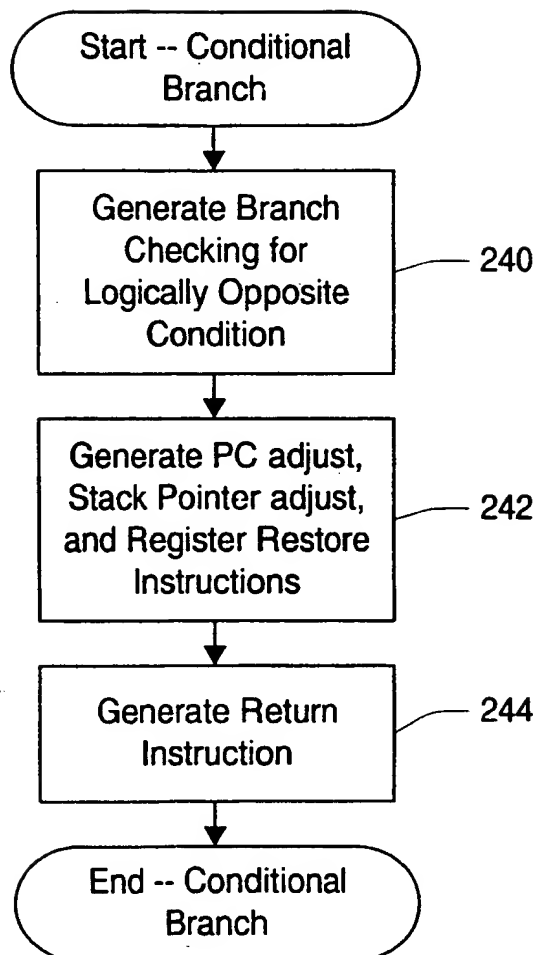 Start -- Conditional
Branch
Generate Branch
Checking for
Logically Opposite
Condition
240
Generate PC adjust,
Stack Pointer adjust,
and Register Restore
Instructions
242
Generate Return
Instruction
244
End -- Conditional
Branch